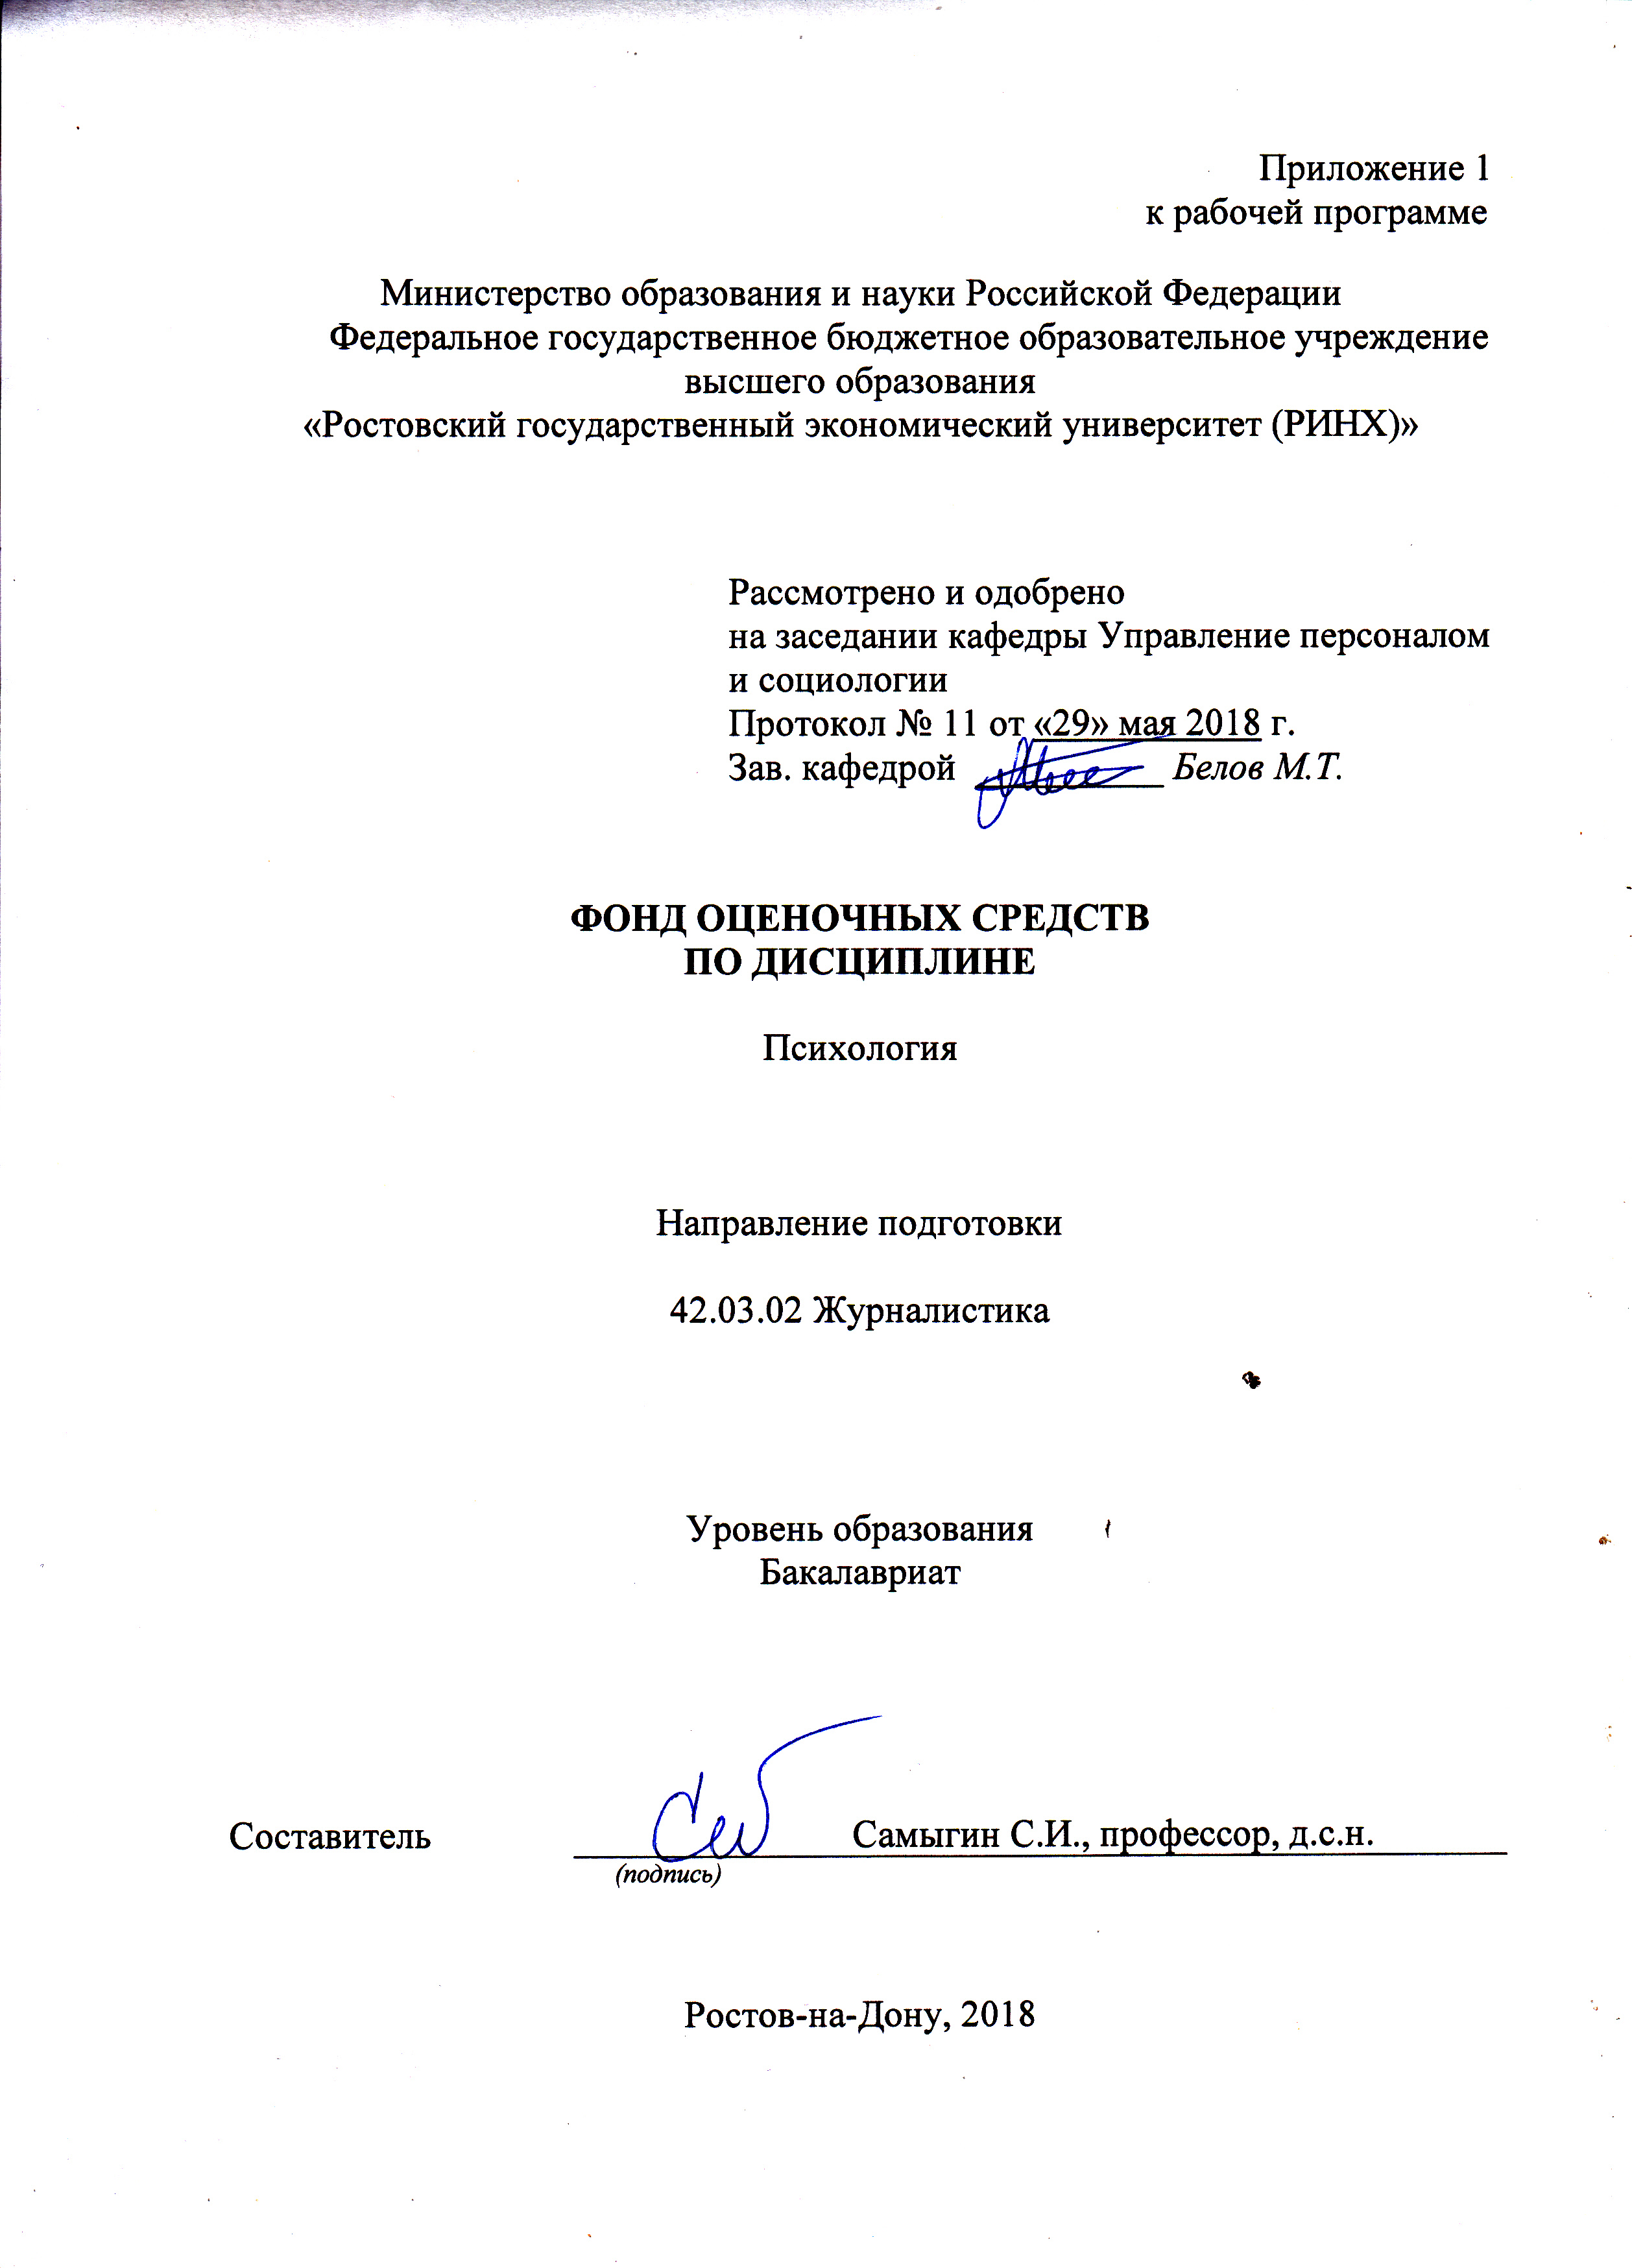 Приложение 1
к рабочей программе
Министерство образования и науки Российской Федерации
Федеральное государственное бюджетное образовательное учреждение
высшего образования
«Ростовский государственный экономический университет (РИНХ)»
Рассмотрено и одобрено
на заседании кафедры Управление персоналом
и социологии
Протокол № 11 от «29» мая 2018 г.
Зав. кафедрой Белов М.Т.
ФОНД ОЦЕНОЧНЫХ СРЕДСТВ
ПО ДИСЦИПЛИНЕ
Психология
Направление подготовки
42.03.02 Журналистика
Уровень образования
Бакалавриат
Составитель Самыгин С.И., профессор, д.с.н.
(подпись)
Ростов-на-Дону, 2018